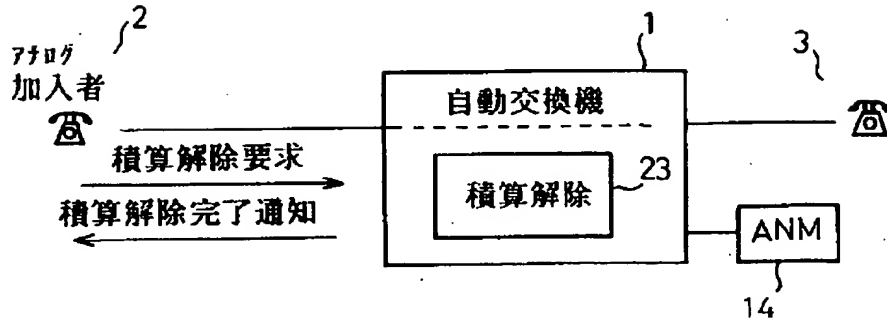 2
アナログ
加入者
1
自動交換機
3
積算解除要求
積算解除完了通知
積算解除
23
ANM
14